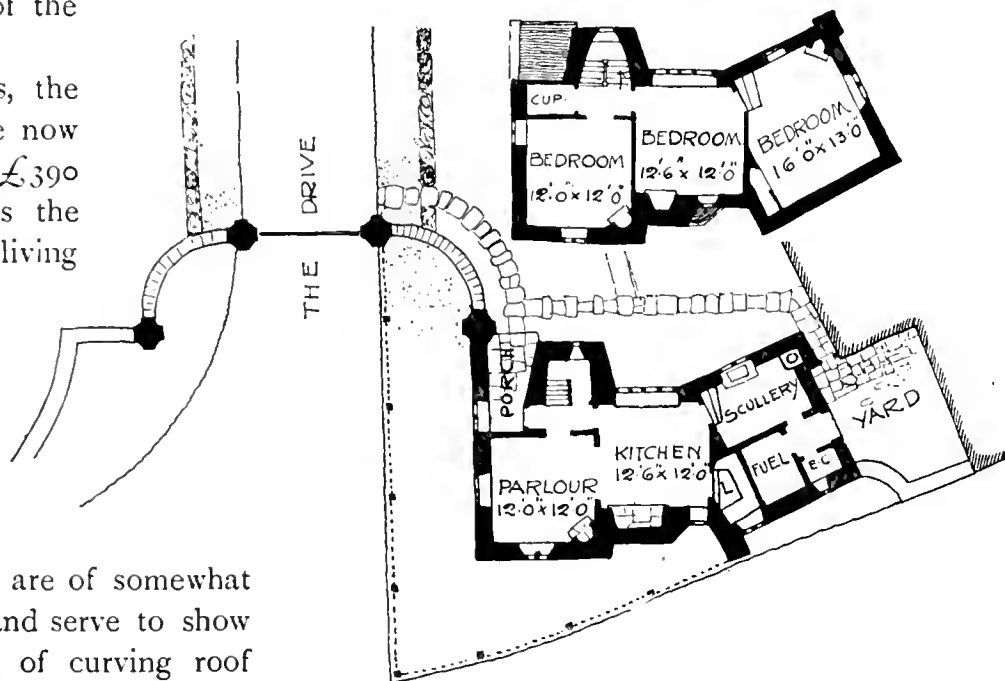 of the
s, the
e now
£390
s the
living
are of somewhat
and serve to show
of curving roof
THE DRIVE
CUP.
BEDROOM
12'.0" x 12'.0"
BEDROOM
12'.6" x 12'.0"
BEDROOM
16'.0" x 13'.0"
PORCH
PARLOUR
12'.0" x 12'.0"
KITCHEN
12'.6" x 12'.0"
SCULLERY
FUEL
E.C
L
YARD